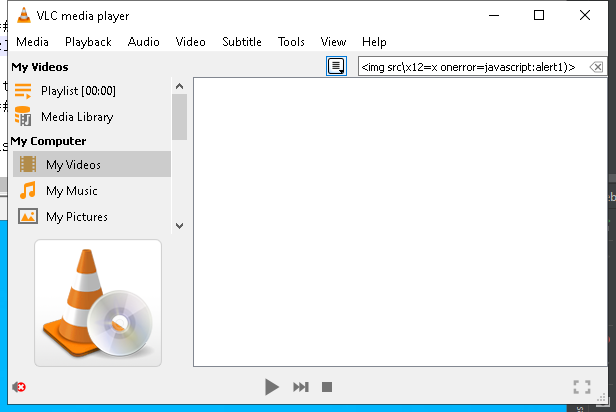 VLC media player
Media Playback Audio Video Subtitle Tools View Help
My Videos
<img src\x12=x onerror=javascript:alert1)>
Playlist [00:00]
Media Library
My Computer
My Videos
My Music
My Pictures